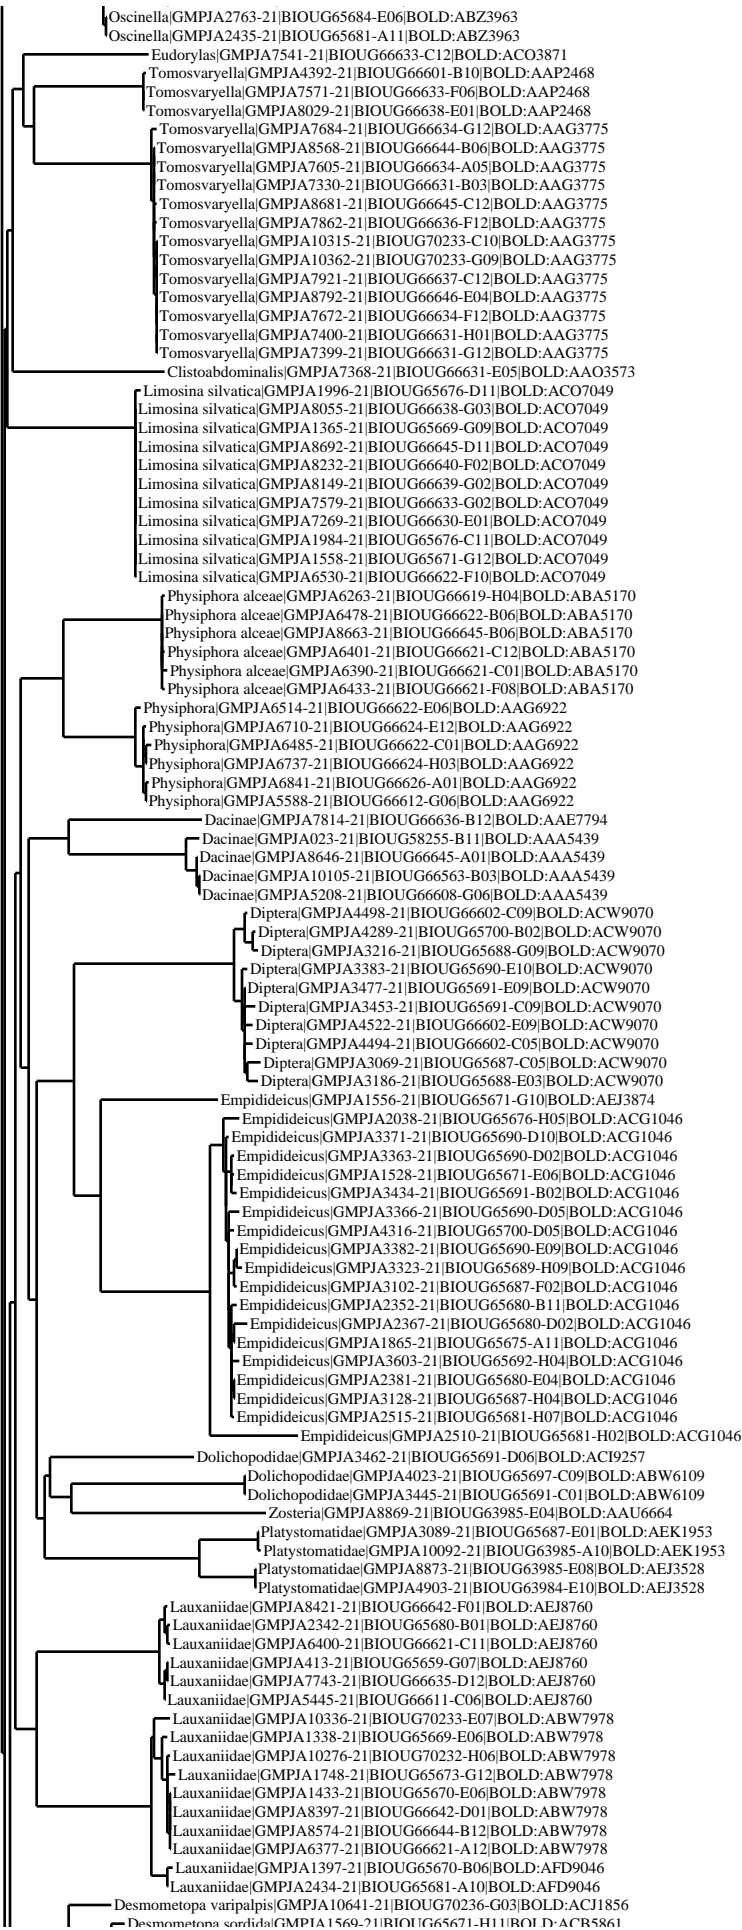 Oscinella|GMPJA2763-21|BIOUG65684-E06|BOLD:ABZ3963
Oscinella|GMPJA2435-21|BIOUG65681-A11|BOLD:ABZ3963
Eudorylas|GMPJA7541-21|BIOUG66633-C12|BOLD:ACO3871
Tomosvaryella|GMPJA4392-21|BIOUG66601-B10|BOLD:AAP2468
Tomosvaryella|GMPJA7571-21|BIOUG66633-F06|BOLD:AAP2468
Tomosvaryella|GMPJA8029-21|BIOUG66638-E01|BOLD:AAP2468
Tomosvaryella|GMPJA7684-21|BIOUG66634-G12|BOLD:AAG3775
Tomosvaryella|GMPJA8568-21|BIOUG66644-B06|BOLD:AAG3775
Tomosvaryella|GMPJA7605-21|BIOUG66634-A05|BOLD:AAG3775
Tomosvaryella|GMPJA7330-21|BIOUG66631-B03|BOLD:AAG3775
Tomosvaryella|GMPJA8681-21|BIOUG66645-C12|BOLD:AAG3775
Tomosvaryella|GMPJA7862-21|BIOUG66636-F12|BOLD:AAG3775
Tomosvaryella|GMPJA10315-21|BIOUG70233-C10|BOLD:AAG3775
Tomosvaryella|GMPJA10362-21|BIOUG70233-G09|BOLD:AAG3775
Tomosvaryella|GMPJA7921-21|BIOUG66637-C12|BOLD:AAG3775
Tomosvaryella|GMPJA8792-21|BIOUG66646-E04|BOLD:AAG3775
Tomosvaryella|GMPJA7672-21|BIOUG66634-F12|BOLD:AAG3775
Tomosvaryella|GMPJA7400-21|BIOUG66631-H01|BOLD:AAG3775
Tomosvaryella|GMPJA7399-21|BIOUG66631-G12|BOLD:AAG3775
Clistoabdominalis|GMPJA7368-21|BIOUG66631-E05|BOLD:AAO3573
Limosina silvatica|GMPJA1996-21|BIOUG65676-D11|BOLD:ACO7049
Limosina silvatica|GMPJA8055-21|BIOUG66638-G03|BOLD:ACO7049
Limosina silvatica|GMPJA1365-21|BIOUG65669-G09|BOLD:ACO7049
Limosina silvatica|GMPJA8692-21|BIOUG66645-D11|BOLD:ACO7049
Limosina silvatica|GMPJA8232-21|BIOUG66640-F02|BOLD:ACO7049
Limosina silvatica|GMPJA8149-21|BIOUG66639-G02|BOLD:ACO7049
Limosina silvatica|GMPJA7579-21|BIOUG66633-G02|BOLD:ACO7049
Limosina silvatica|GMPJA7269-21|BIOUG66630-E01|BOLD:ACO7049
Limosina silvatica|GMPJA1984-21|BIOUG65676-C11|BOLD:ACO7049
Limosina silvatica|GMPJA1558-21|BIOUG65671-G12|BOLD:ACO7049
Limosina silvatica|GMPJA6530-21|BIOUG66622-F10|BOLD:ACO7049
Physiphora alceae|GMPJA6263-21|BIOUG66619-H04|BOLD:ABA5170
Physiphora alceae|GMPJA6478-21|BIOUG66622-B06|BOLD:ABA5170
Physiphora alceae|GMPJA8663-21|BIOUG66645-B06|BOLD:ABA5170
Physiphora alceae|GMPJA6401-21|BIOUG66621-C12|BOLD:ABA5170
Physiphora alceae|GMPJA6390-21|BIOUG66621-C01|BOLD:ABA5170
Physiphora alceae|GMPJA6433-21|BIOUG66621-F08|BOLD:ABA5170
Physiphora|GMPJA6514-21|BIOUG66622-E06|BOLD:AAG6922
Physiphora|GMPJA6710-21|BIOUG66624-E12|BOLD:AAG6922
Physiphora|GMPJA6485-21|BIOUG66622-C01|BOLD:AAG6922
Physiphora|GMPJA6737-21|BIOUG66624-H03|BOLD:AAG6922
Physiphora|GMPJA6841-21|BIOUG66626-A01|BOLD:AAG6922
Physiphora|GMPJA5588-21|BIOUG66612-G06|BOLD:AAG6922
Dacinae|GMPJA7814-21|BIOUG66636-B12|BOLD:AAE7794
Dacinae|GMPJA023-21|BIOUG58255-B11|BOLD:AAA5439
Dacinae|GMPJA8646-21|BIOUG66645-A01|BOLD:AAA5439
Dacinae|GMPJA10105-21|BIOUG66563-B03|BOLD:AAA5439
Dacinae|GMPJA5208-21|BIOUG66608-G06|BOLD:AAA5439
Diptera|GMPJA4498-21|BIOUG66602-C09|BOLD:ACW9070
Diptera|GMPJA4289-21|BIOUG65700-B02|BOLD:ACW9070
Diptera|GMPJA3216-21|BIOUG65688-G09|BOLD:ACW9070
Diptera|GMPJA3383-21|BIOUG65690-E10|BOLD:ACW9070
Diptera|GMPJA3477-21|BIOUG65691-E09|BOLD:ACW9070
Diptera|GMPJA3453-21|BIOUG65691-C09|BOLD:ACW9070
Diptera|GMPJA4522-21|BIOUG66602-E09|BOLD:ACW9070
Diptera|GMPJA4494-21|BIOUG66602-C05|BOLD:ACW9070
Diptera|GMPJA3069-21|BIOUG65687-C05|BOLD:ACW9070
Diptera|GMPJA3186-21|BIOUG65688-E03|BOLD:ACW9070
Empidideicus|GMPJA1556-21|BIOUG65671-G10|BOLD:AEJ3874
Empidideicus|GMPJA2038-21|BIOUG65676-H05|BOLD:ACG1046
Empidideicus|GMPJA3371-21|BIOUG65690-D10|BOLD:ACG1046
Empidideicus|GMPJA3363-21|BIOUG65690-D02|BOLD:ACG1046
Empidideicus|GMPJA1528-21|BIOUG65671-E06|BOLD:ACG1046
Empidideicus|GMPJA3434-21|BIOUG65691-B02|BOLD:ACG1046
Empidideicus|GMPJA3366-21|BIOUG65690-D05|BOLD:ACG1046
Empidideicus|GMPJA4316-21|BIOUG65700-D05|BOLD:ACG1046
Empidideicus|GMPJA3382-21|BIOUG65690-E09|BOLD:ACG1046
Empidideicus|GMPJA3323-21|BIOUG65689-H09|BOLD:ACG1046
Empidideicus|GMPJA3102-21|BIOUG65687-F02|BOLD:ACG1046
Empidideicus|GMPJA2352-21|BIOUG65680-B11|BOLD:ACG1046
Empidideicus|GMPJA2367-21|BIOUG65680-D02|BOLD:ACG1046
Empidideicus|GMPJA1865-21|BIOUG65675-A11|BOLD:ACG1046
Empidideicus|GMPJA3603-21|BIOUG65692-H04|BOLD:ACG1046
Empidideicus|GMPJA2381-21|BIOUG65680-E04|BOLD:ACG1046
Empidideicus|GMPJA3128-21|BIOUG65687-H04|BOLD:ACG1046
Empidideicus|GMPJA2515-21|BIOUG65681-H07|BOLD:ACG1046
Empidideicus|GMPJA2510-21|BIOUG65681-H02|BOLD:ACG1046
Dolichopodidae|GMPJA3462-21|BIOUG65691-D06|BOLD:ACI9257
Dolichopodidae|GMPJA4023-21|BIOUG65697-C09|BOLD:ABW6109
Dolichopodidae|GMPJA3445-21|BIOUG65691-C01|BOLD:ABW6109
Zosteria|GMPJA8869-21|BIOUG63985-E04|BOLD:AAU6664
Platystomatidae|GMPJA3089-21|BIOUG65687-E01|BOLD:AEK1953
Platystomatidae|GMPJA10092-21|BIOUG63985-A10|BOLD:AEK1953
Platystomatidae|GMPJA8873-21|BIOUG63985-E08|BOLD:AEJ3528
Platystomatidae|GMPJA4903-21|BIOUG63984-E10|BOLD:AEJ3528
Lauxaniidae|GMPJA8421-21|BIOUG66642-F01|BOLD:AEJ8760
Lauxaniidae|GMPJA2342-21|BIOUG65680-B01|BOLD:AEJ8760
Lauxaniidae|GMPJA6400-21|BIOUG66621-C11|BOLD:AEJ8760
Lauxaniidae|GMPJA413-21|BIOUG65659-G07|BOLD:AEJ8760
Lauxaniidae|GMPJA7743-21|BIOUG66635-D12|BOLD:AEJ8760
Lauxaniidae|GMPJA5445-21|BIOUG66611-C06|BOLD:AEJ8760
Lauxaniidae|GMPJA10336-21|BIOUG70233-E07|BOLD:ABW7978
Lauxaniidae|GMPJA1338-21|BIOUG65669-E06|BOLD:ABW7978
Lauxaniidae|GMPJA10276-21|BIOUG70232-H06|BOLD:ABW7978
Lauxaniidae|GMPJA1748-21|BIOUG65673-G12|BOLD:ABW7978
Lauxaniidae|GMPJA1433-21|BIOUG65670-E06|BOLD:ABW7978
Lauxaniidae|GMPJA8397-21|BIOUG66642-D01|BOLD:ABW7978
Lauxaniidae|GMPJA8574-21|BIOUG66644-B12|BOLD:ABW7978
Lauxaniidae|GMPJA6377-21|BIOUG66621-A12|BOLD:ABW7978
Lauxaniidae|GMPJA1397-21|BIOUG65670-B06|BOLD:AFD9046
Lauxaniidae|GMPJA2434-21|BIOUG65681-A10|BOLD:AFD9046
Desmometopa varipalpis|GMPJA10641-21|BIOUG70236-G03|BOLD:ACJ1856
Desmometopa sordida|GMPJA1569-21|BIOUG65671-H11|BOLD:ACB5861